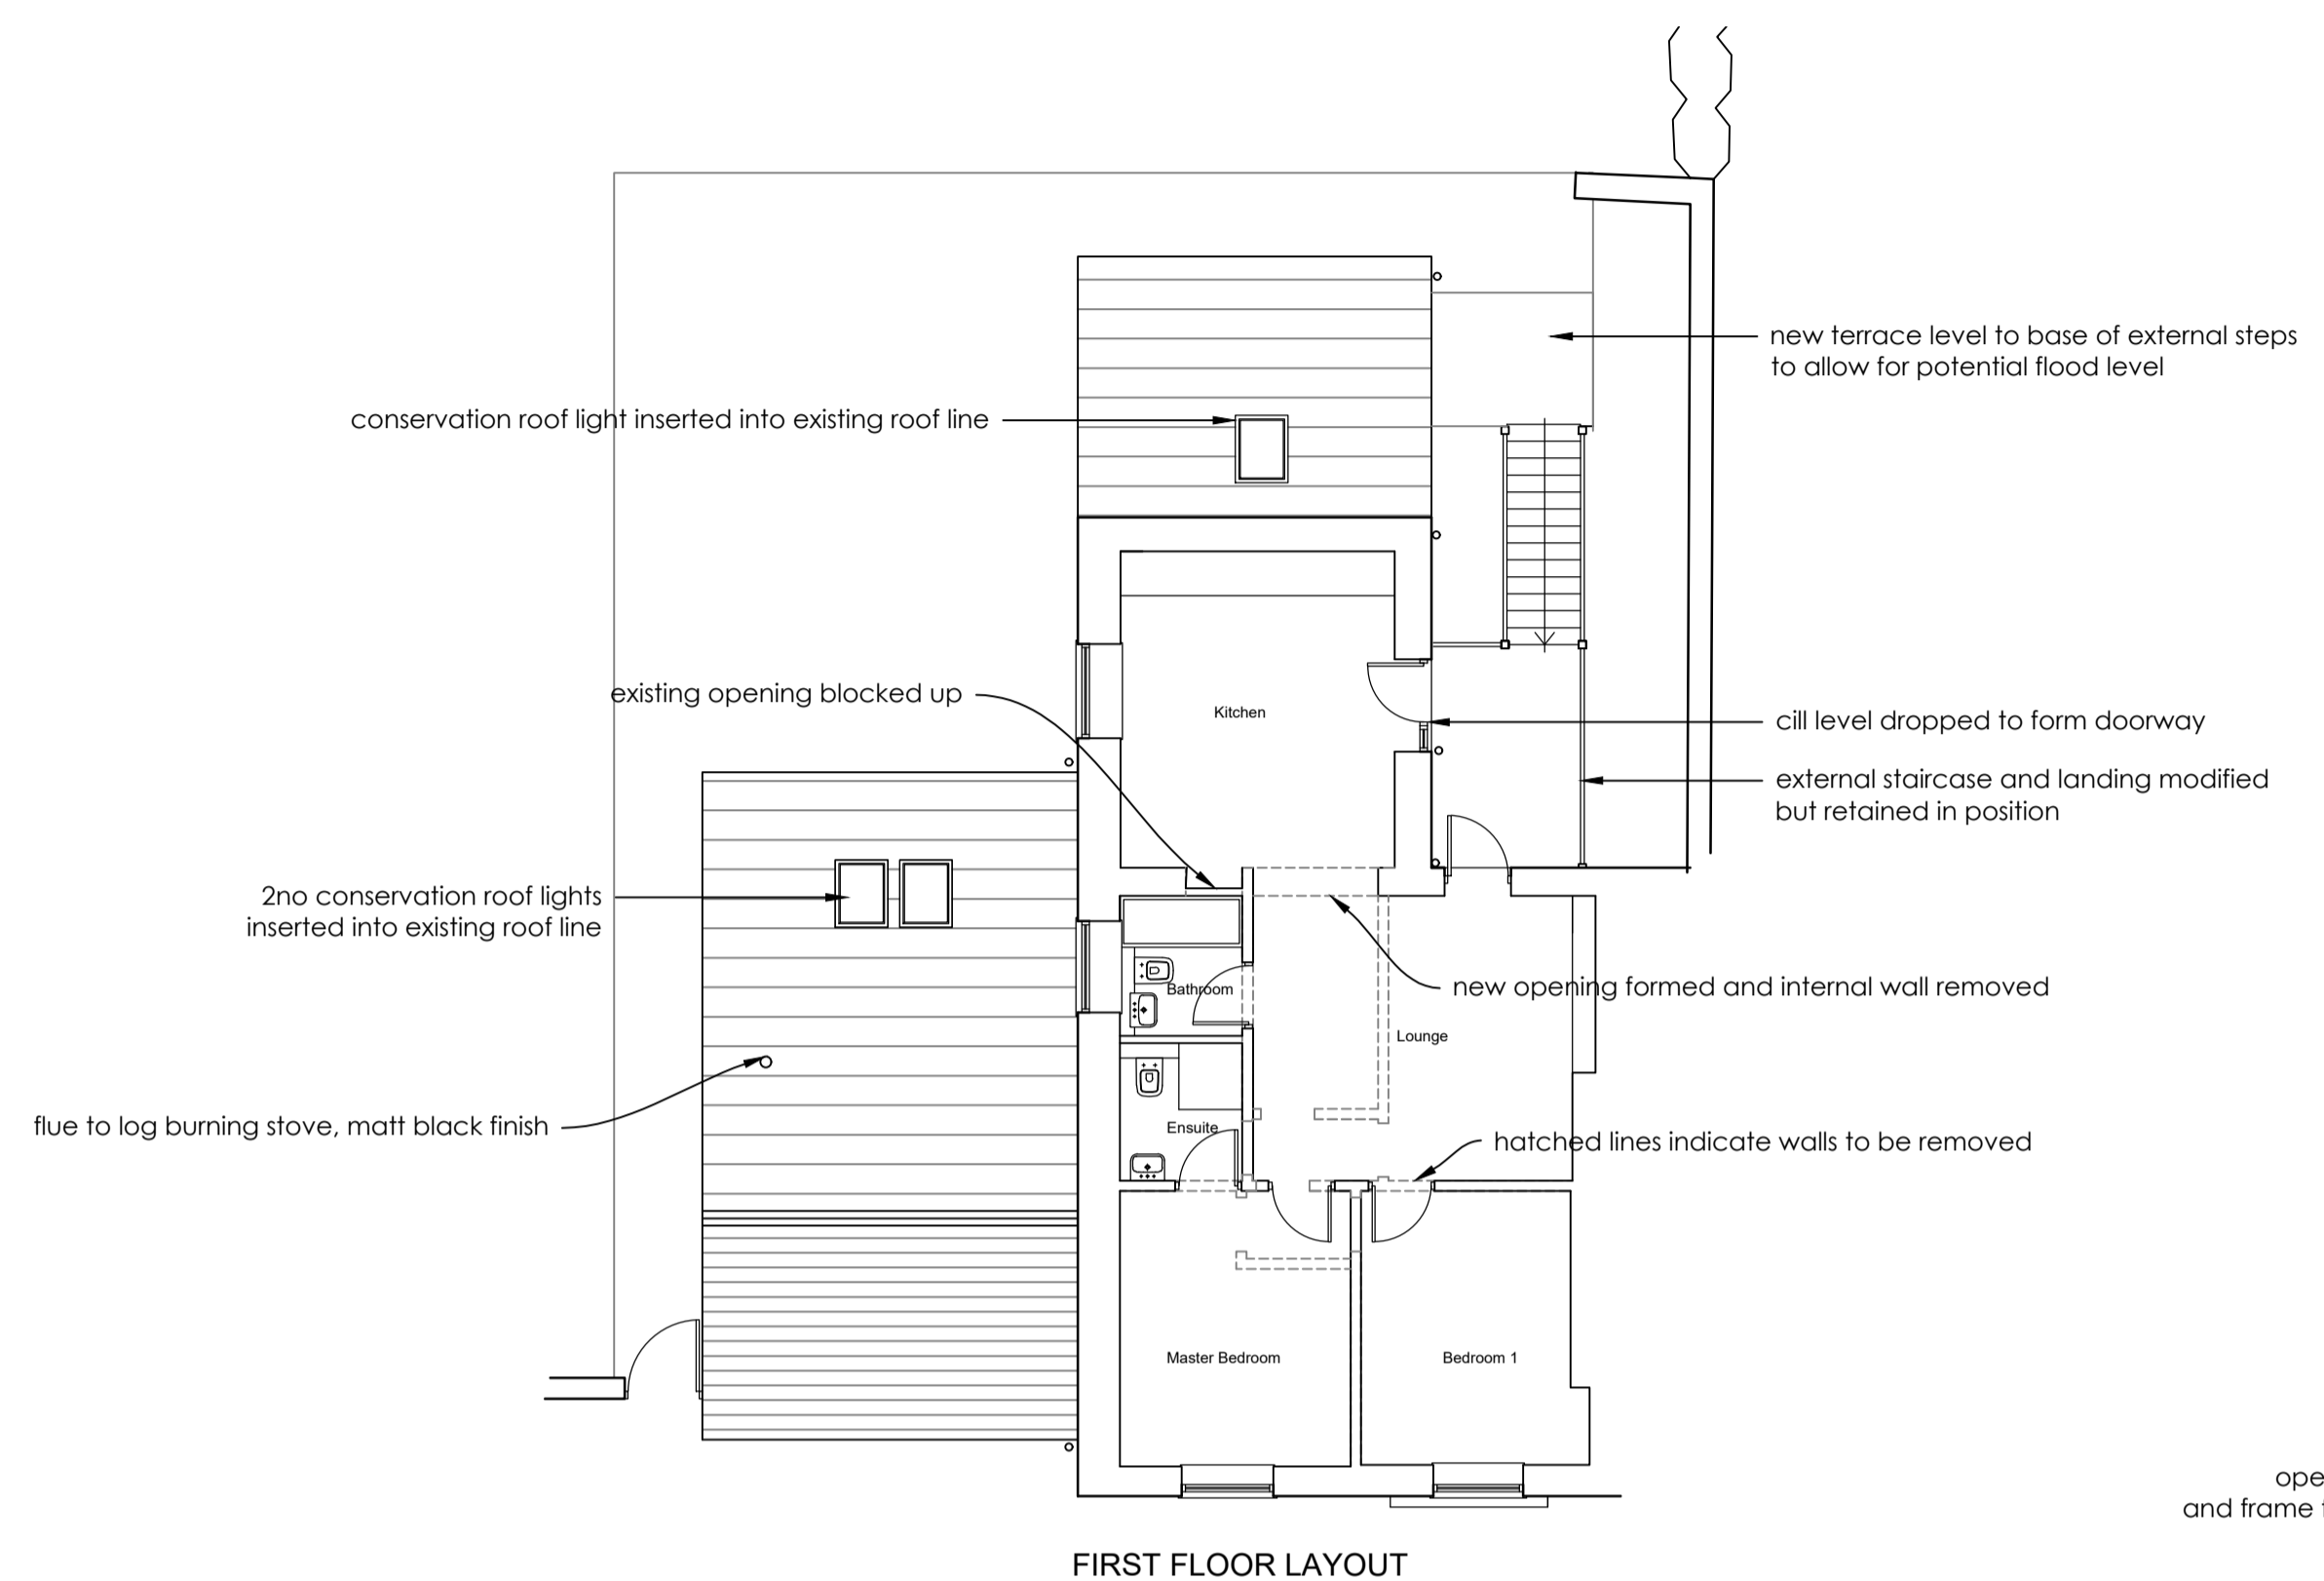 new terrace level to base of external steps
to allow for potential flood level
conservation roof light inserted into existing roof line
existing opening blocked up
Kitchen
cill level dropped to form doorway
external staircase and landing modified
but retained in position
2no conservation roof lights
inserted into existing roof line
Bathroom
new opening formed and internal wall removed
Lounge
flue to log burning stove, matt black finish
Ensuite
hatched lines indicate walls to be removed
Master Bedroom
Bedroom 1
and frame
FIRST FLOOR LAYOUT